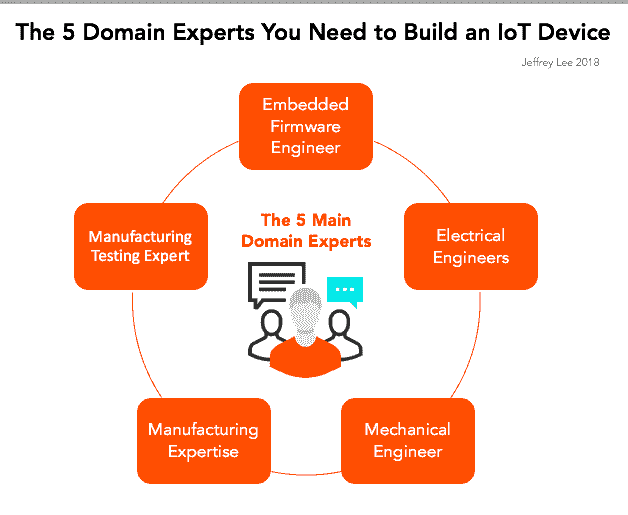 The 5 Domain Experts You Need to Build an IoT Device
Jeffrey Lee 2018
Embedded
Firmware
Engineer
Manufacturing
Testing Expert
The 5 Main
Domain Experts
Electrical
Engineers
Manufacturing
Expertise
Mechanical
Engineer